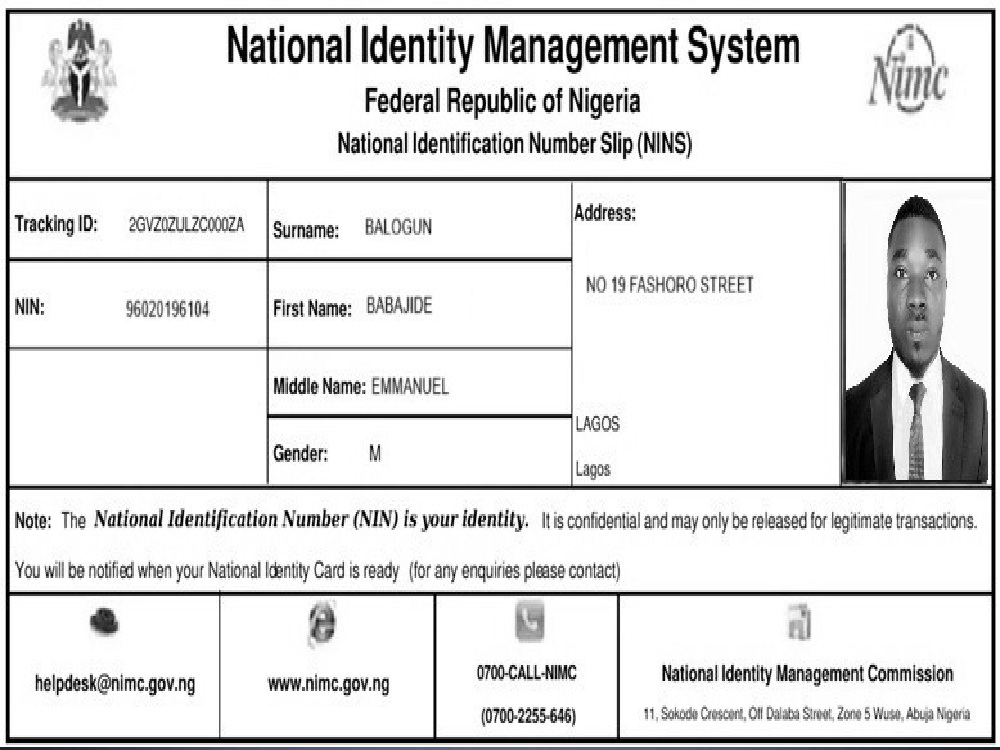 National Identity Management System
Federal Republic of Nigeria
National Identification Number Slip (NINS)
Nimc
Tracking ID: 2GVZ0ZULZC000ZA
Surname: BALOGUN
Address:
NO 19 FASHORO STREET
NIN: 96020196104
First Name: BABAJIDE
Middle Name: EMMANUEL
LAGOS
Gender: M
Lagos
Note: The National Identification Number (NIN) is your identity. It is confidential and may only be released for legitimate transactions.
You will be notified when your National Identity Card is ready (for any enquiries please contact)
helpdesk@nimc.gov.ng
www.nimc.gov.ng
0700-CALL-NIMC
(0700-2255-646)
National Identity Management Commission
11, Sokode Crescent, Off Dalaba Street, Zone 5 Wuse, Abuja Nigeria